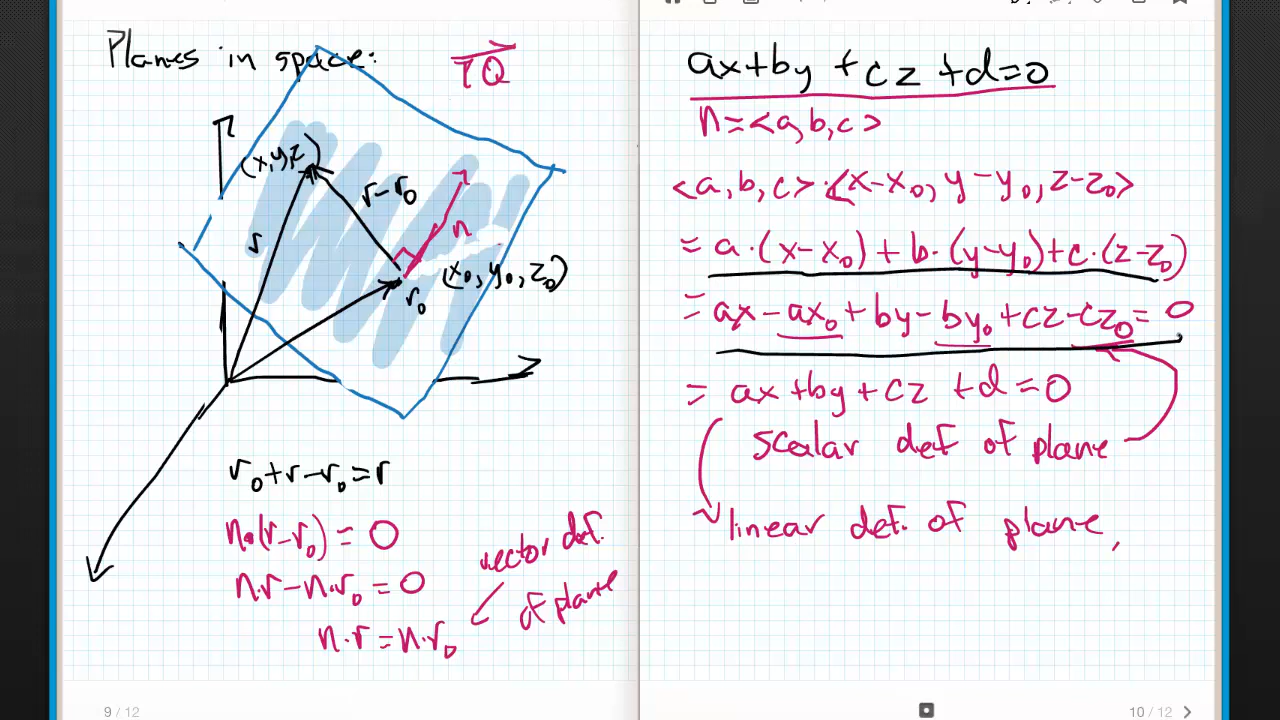 Planes in space:
PQ
(x,y,z)
r-r₀
n
r
(x₀, y₀, z₀)
r₀
r₀+r-r₀=r
n•(r-r₀)=0
n·r-n·r₀=0
n·r=n·r₀
vector def.
of plane
9 / 12
ax+by+cz+d=0
n=<a,b,c>
<a,b,c>·<x-x₀, y-y₀, z-z₀>
=a·(x-x₀)+b·(y-y₀)+c·(z-z₀)
=ax-ax₀+by-by₀+cz-cz₀=0
=ax+by+cz+d=0
scalar def of plane
linear def. of plane,
10 / 12